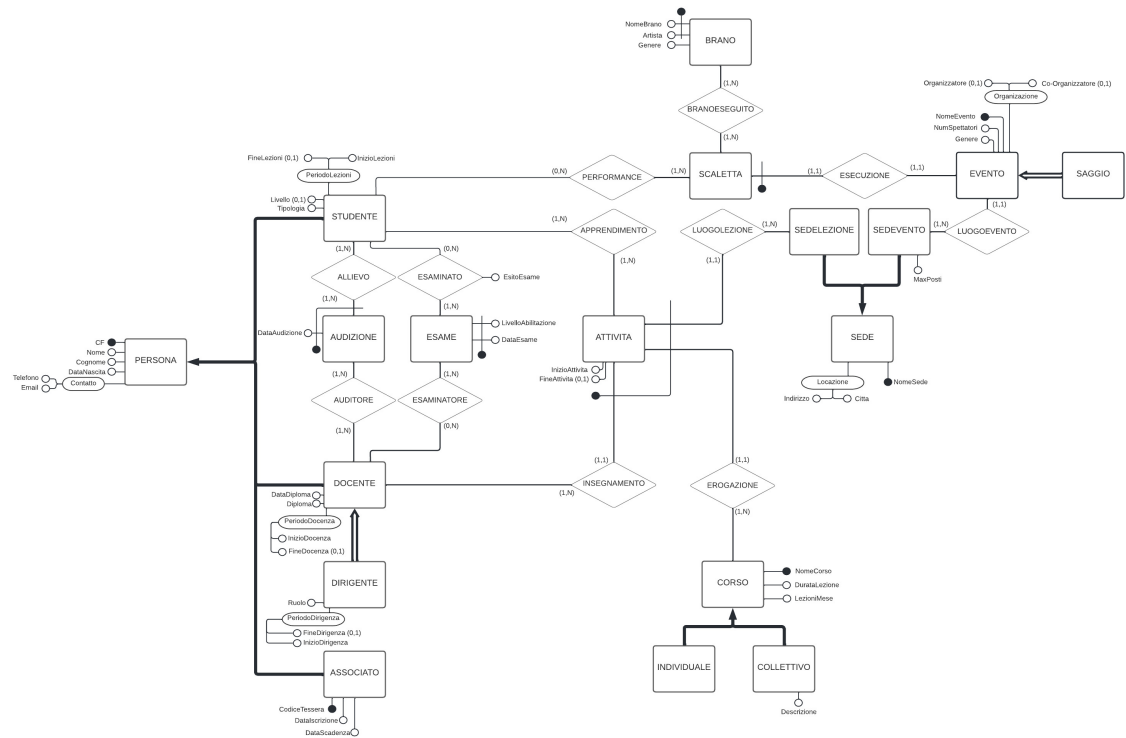 NomeBrano
Artista
Genere
BRANO
(1,N)
BRANOESEGUITO
(1,N)
Organizzatore (0,1)
Co-Organizzatore (0,1)
Organizazione
NomeEvento
NumSpettatori
Genere
FineLezioni (0,1)
InizioLezioni
PeriodoLezioni
(0,N)
PERFORMANCE
(1,N)
SCALETTA
(1,1)
ESECUZIONE
(1,1)
EVENTO
SAGGIO
Livello (0,1)
Tipologia
STUDENTE
(1,N)
APPRENDIMENTO
(1,N)
LUOGOLEZIONE
(1,N)
(1,1)
SEDELEZIONE
SEDEVENTO
(1,N)
(1,1)
LUOGOEVENTO
MaxPosti
(1,N)
(0,N)
ALLIEVO
ESAMINATO
EsitoEsame
(1,N)
(1,N)
DataAudizione
AUDIZIONE
ESAME
LivelloAbilitazione
DataEsame
ATTIVITA
SEDE
CF
Nome
Cognome
DataNascita
PERSONA
Telefono
Email
Contatto
InizioAttivita
FineAttivita (0,1)
Locazione
NomeSede
Indirizzo
Citta
(1,N)
(1,N)
AUDITORE
ESAMINATORE
(1,N)
(0,N)
(1,1)
(1,1)
DOCENTE
INSEGNAMENTO
(1,N)
EROGAZIONE
(1,N)
DataDiploma
Diploma
PeriodoDocenza
InizioDocenza
FineDocenza (0,1)
DIRIGENTE
Ruolo
PeriodoDirigenza
FineDirigenza (0,1)
InizioDirigenza
CORSO
NomeCorso
DurataLezione
LezioniMese
INDIVIDUALE
COLLETTIVO
Descrizione
ASSOCIATO
CodiceTessera
DataIscrizione
DataScadenza